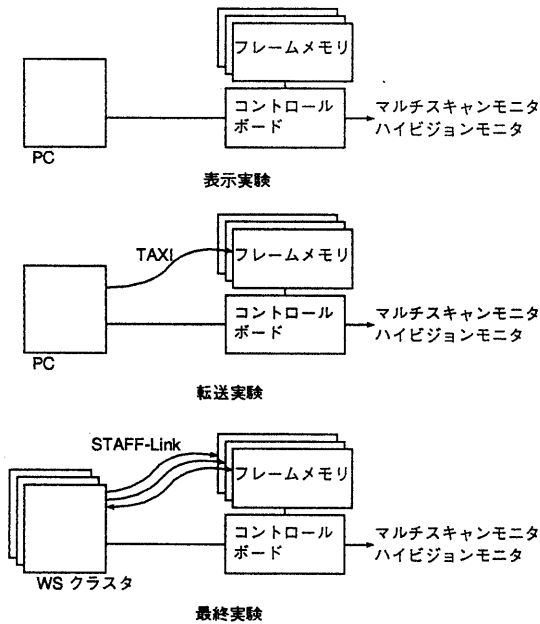 フレームメモリ
コントロール
ボード
マルチスキャンモニタ
ハイビジョンモニタ
PC
表示実験
TAXI
フレームメモリ
コントロール
ボード
マルチスキャンモニタ
ハイビジョンモニタ
PC
転送実験
STAFF-Link
フレームメモリ
コントロール
ボード
マルチスキャンモニタ
ハイビジョンモニタ
WS クラスタ
最終実験